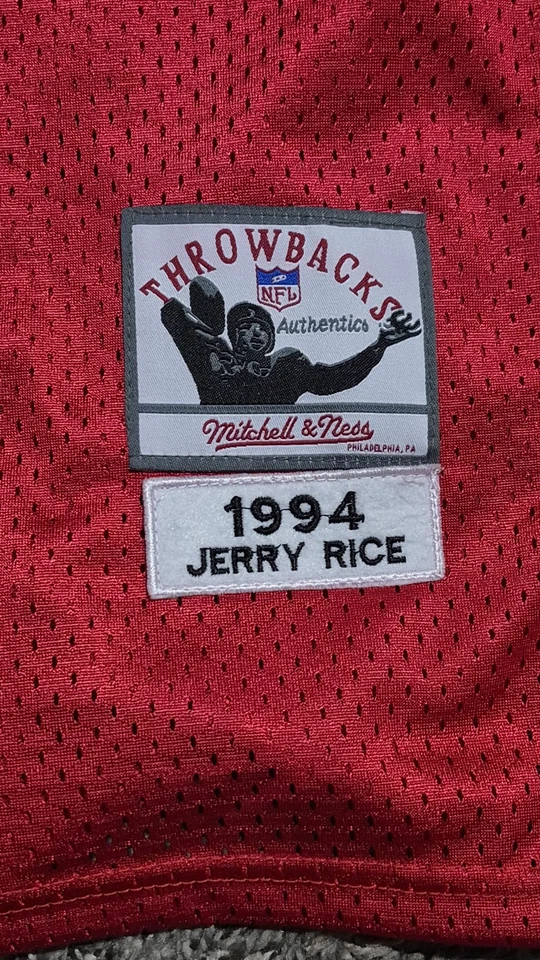 THROWBACKS
NFL
Authentics
Mitchell & Ness
PHILADELPHIA, PA
1994
JERRY RICE